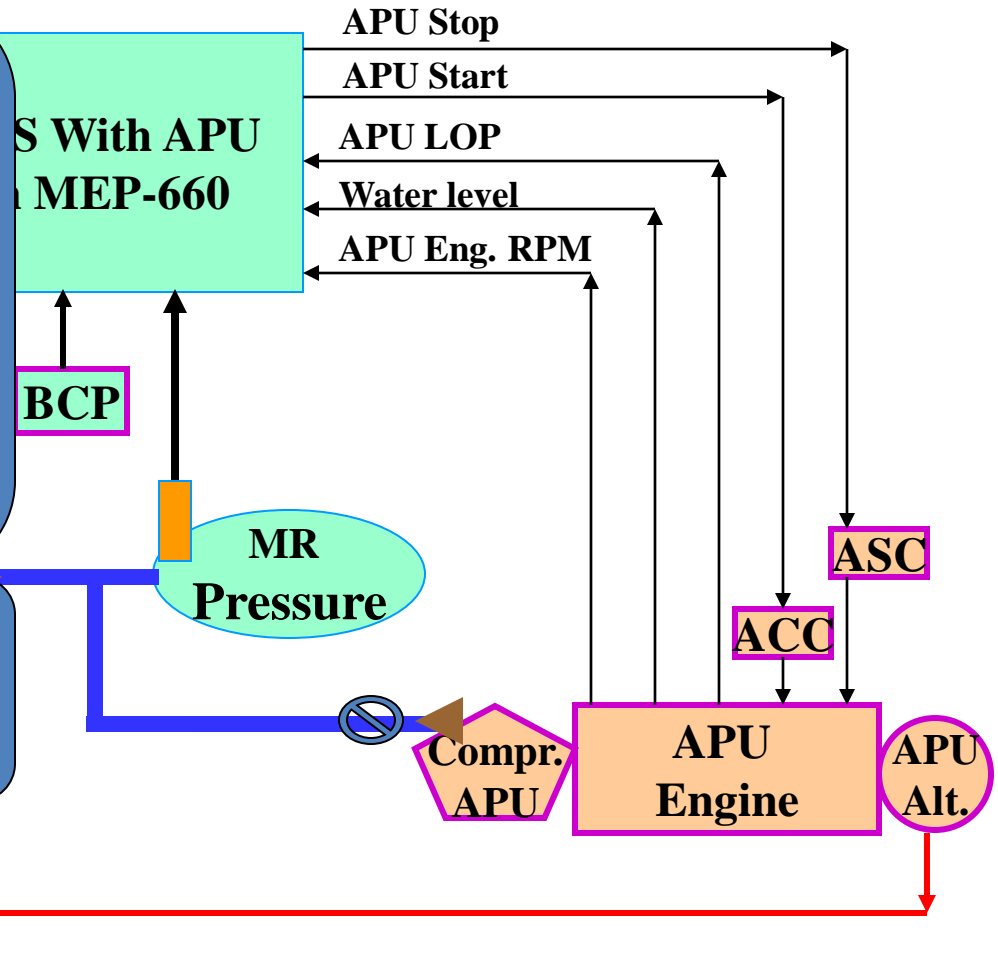 APU Stop
APU Start
S With APU
MEP-660
APU LOP
Water level
APU Eng. RPM
BCP
MR
Pressure
ASC
ACC
Compr.
APU
APU
Engine
APU
Alt.